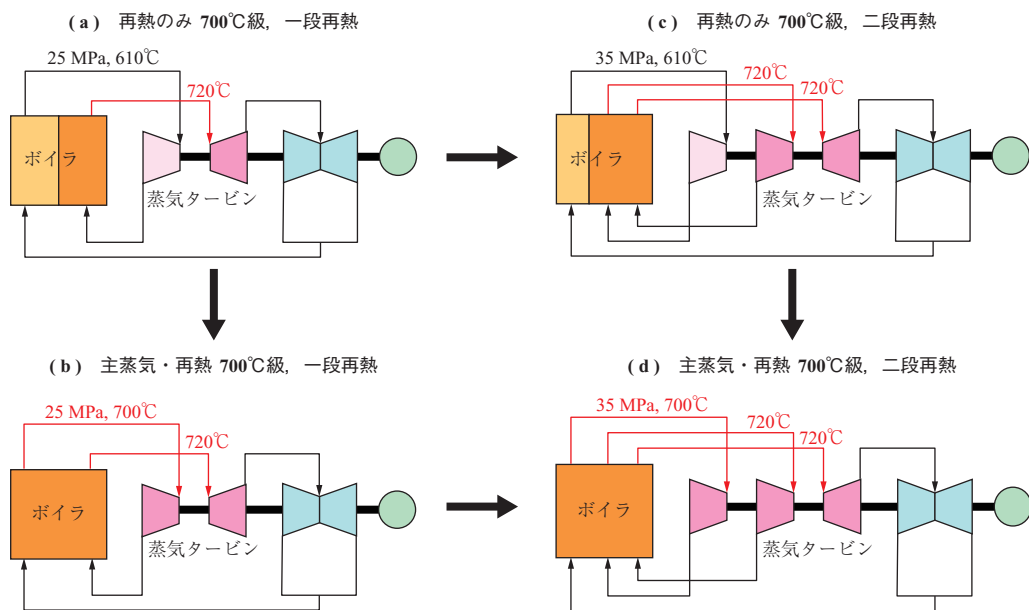 ( a ) 再熱のみ 700℃級, 一段再熱
25 MPa, 610℃
720℃
ボイラ
蒸気タービン
( c ) 再熱のみ 700℃級, 二段再熱
35 MPa, 610℃
720℃
720℃
ボイラ
蒸気タービン
( b ) 主蒸気・再熱 700℃級, 一段再熱
25 MPa, 700℃
720℃
ボイラ
蒸気タービン
( d ) 主蒸気・再熱 700℃級, 二段再熱
35 MPa, 700℃
720℃
720℃
ボイラ
蒸気タービン